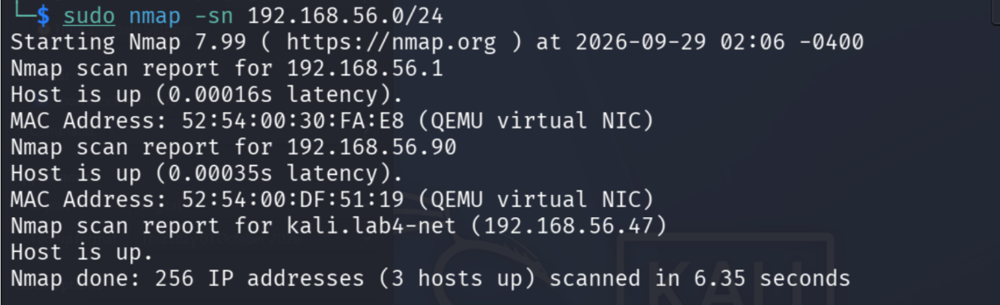 └─$ sudo nmap -sn 192.168.56.0/24
Starting Nmap 7.99 ( https://nmap.org ) at 2026-09-29 02:06 -0400
Nmap scan report for 192.168.56.1
Host is up (0.00016s latency).
MAC Address: 52:54:00:30:FA:E8 (QEMU virtual NIC)
Nmap scan report for 192.168.56.90
Host is up (0.00035s latency).
MAC Address: 52:54:00:DF:51:19 (QEMU virtual NIC)
Nmap scan report for kali.lab4-net (192.168.56.47)
Host is up.
Nmap done: 256 IP addresses (3 hosts up) scanned in 6.35 seconds
KALI